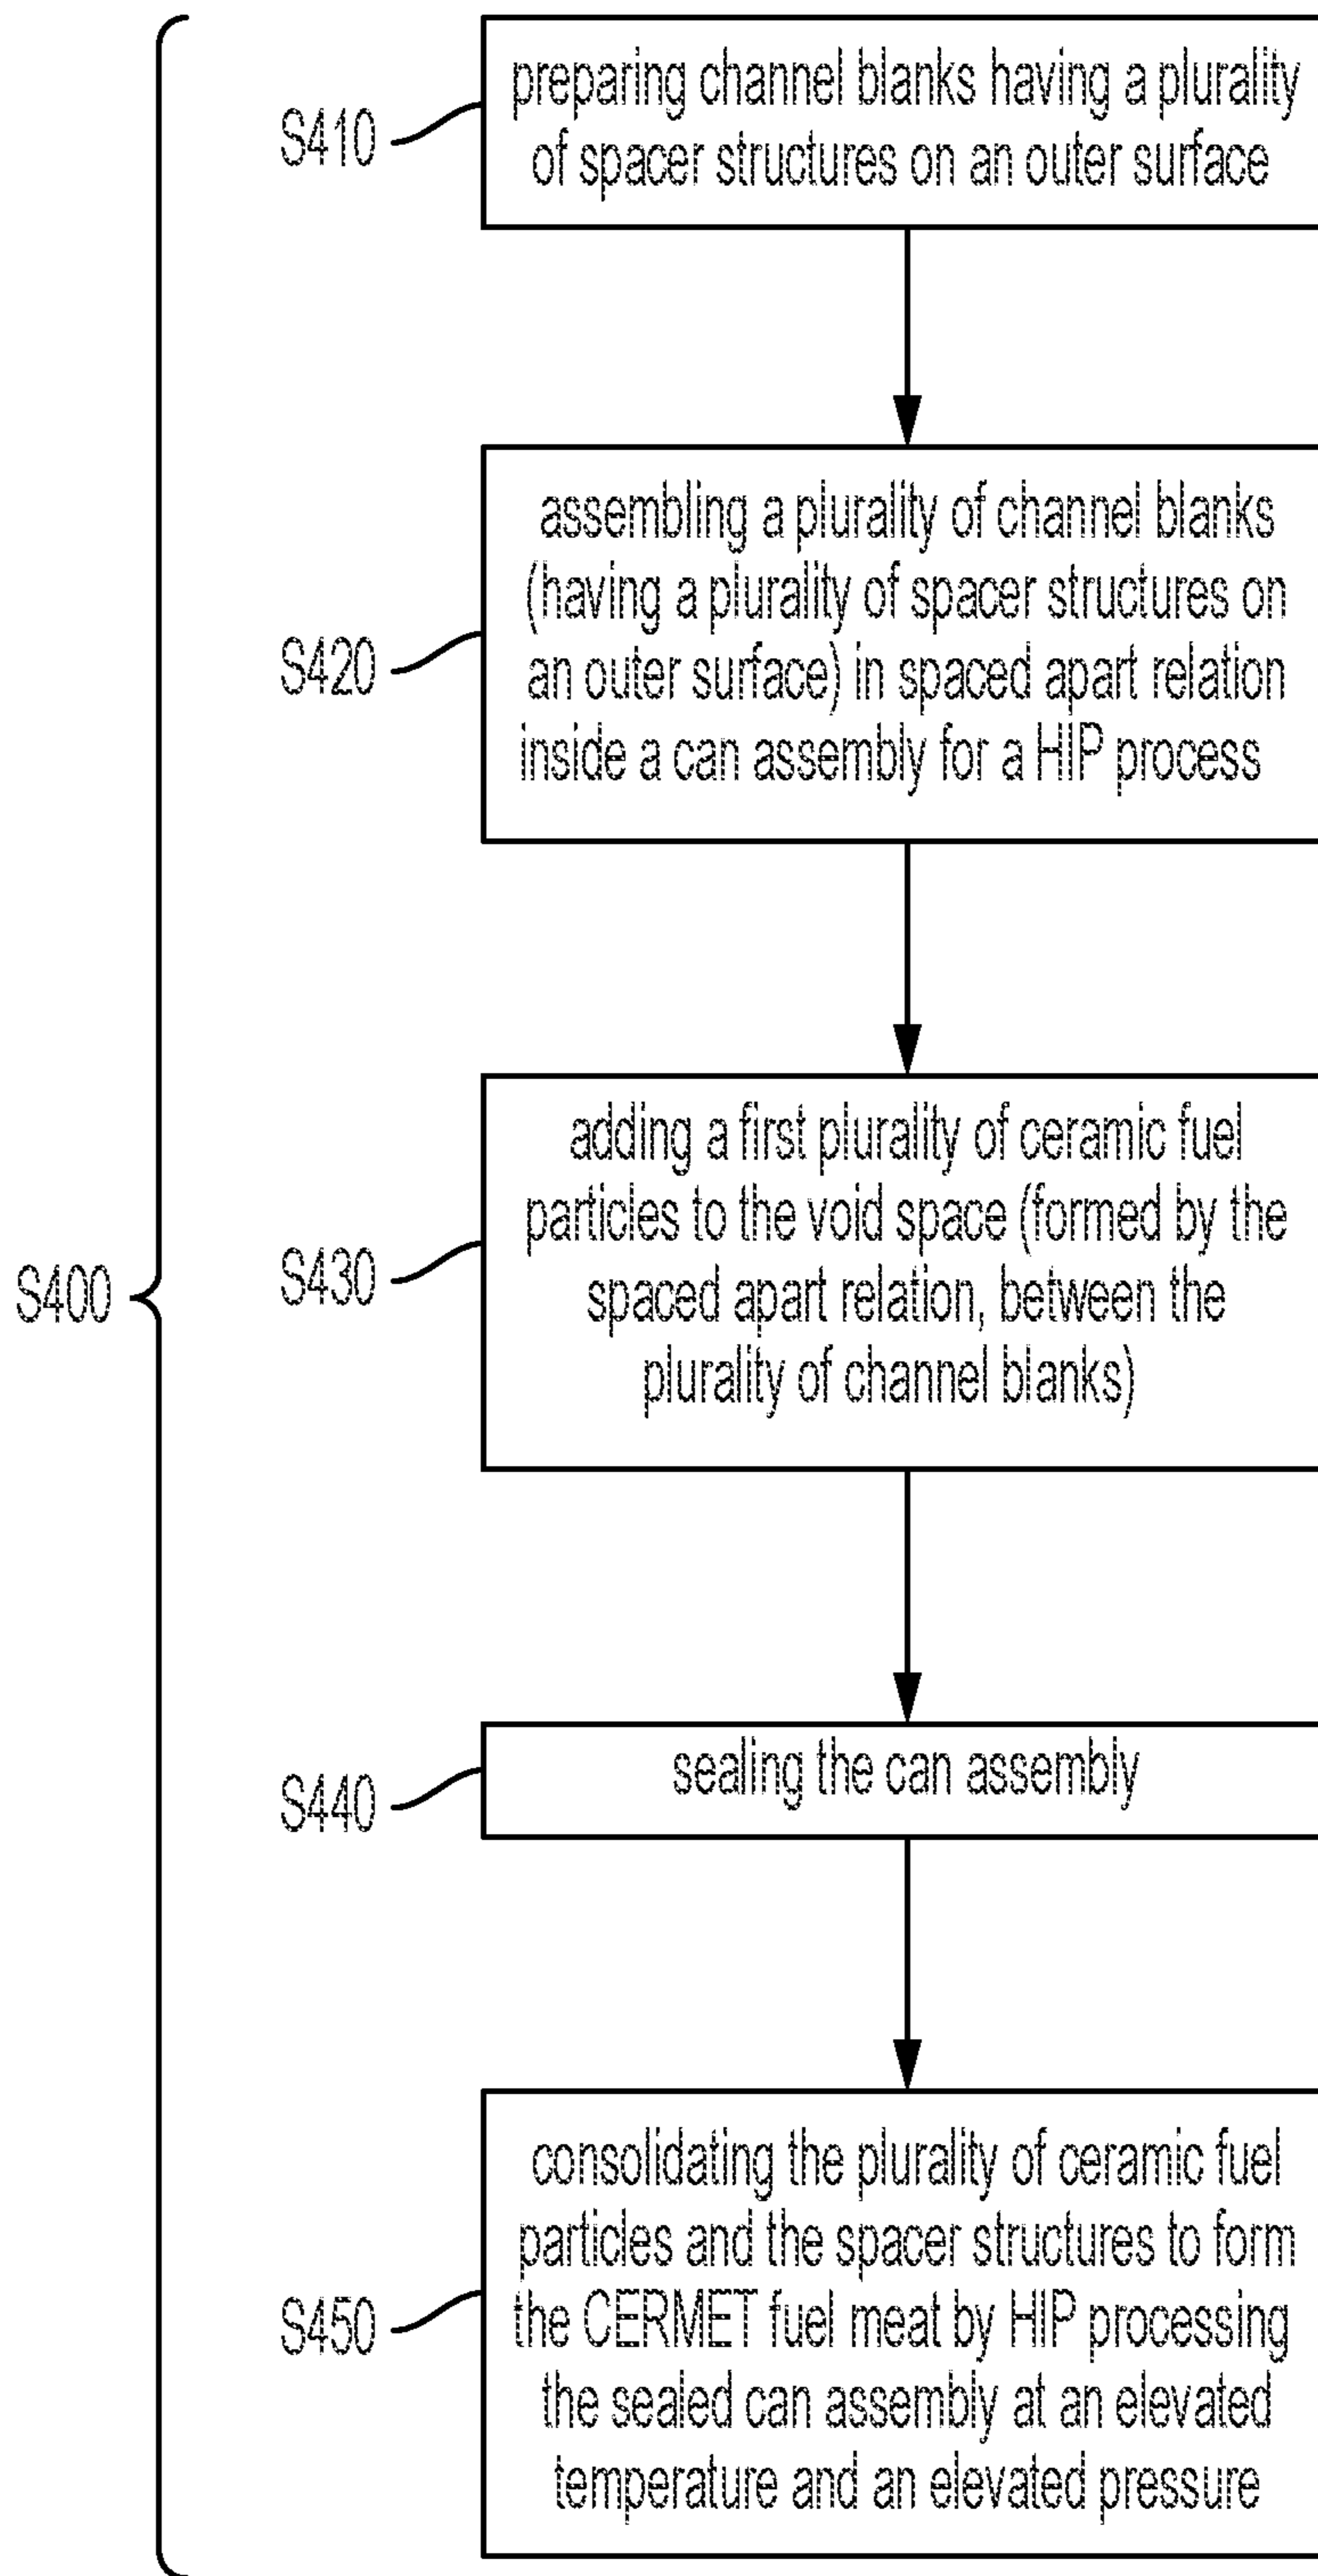 S400
S410
preparing channel blanks having a plurality
of spacer structures on an outer surface
S420
assembling a plurality of channel blanks
(having a plurality of spacer structures on
an outer surface) in spaced apart relation
inside a can assembly for a HIP process
S430
adding a first plurality of ceramic fuel
particles to the void space (formed by the
spaced apart relation, between the
plurality of channel blanks)
S440
sealing the can assembly
S450
consolidating the plurality of ceramic fuel
particles and the spacer structures to form
the CERMET fuel meat by HIP processing
the sealed can assembly at an elevated
temperature and an elevated pressure